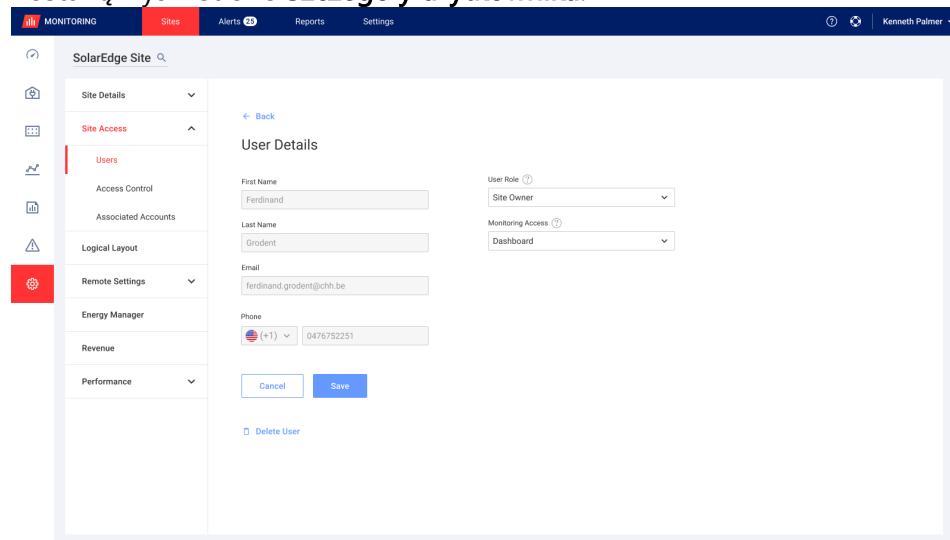 MONITORING Sites Alerts 25 Reports Settings Kenneth Palmer
SolarEdge Site
Site Details
Site Access
Users
Access Control
Associated Accounts
Logical Layout
Remote Settings
Energy Manager
Revenue
Performance
Back
User Details
First Name
Ferdinand
Last Name
Grodent
Email
ferdinand.grodent@chh.be
Phone
(+1) 0476752251
User Role ?
Site Owner
Monitoring Access ?
Dashboard
Cancel Save
Delete User